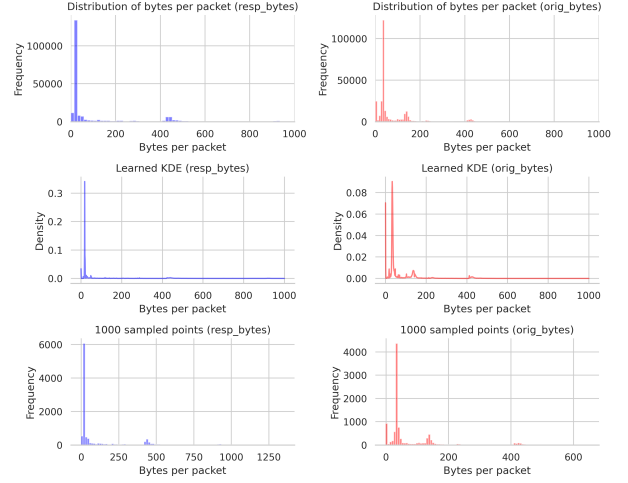 Distribution of bytes per packet (resp_bytes)
Frequency
100000
50000
0
0 200 400 600 800 1000
Bytes per packet
Distribution of bytes per packet (orig_bytes)
Frequency
100000
50000
0
0 200 400 600 800 1000
Bytes per packet
Learned KDE (resp_bytes)
Density
0.3
0.2
0.1
0.0
0 200 400 600 800 1000
Bytes per packet
Learned KDE (orig_bytes)
Density
0.08
0.06
0.04
0.02
0.00
0 200 400 600 800 1000
Bytes per packet
1000 sampled points (resp_bytes)
Frequency
6000
4000
2000
0
0 250 500 750 1000 1250
Bytes per packet
1000 sampled points (orig_bytes)
Frequency
4000
3000
2000
1000
0
0 200 400 600
Bytes per packet